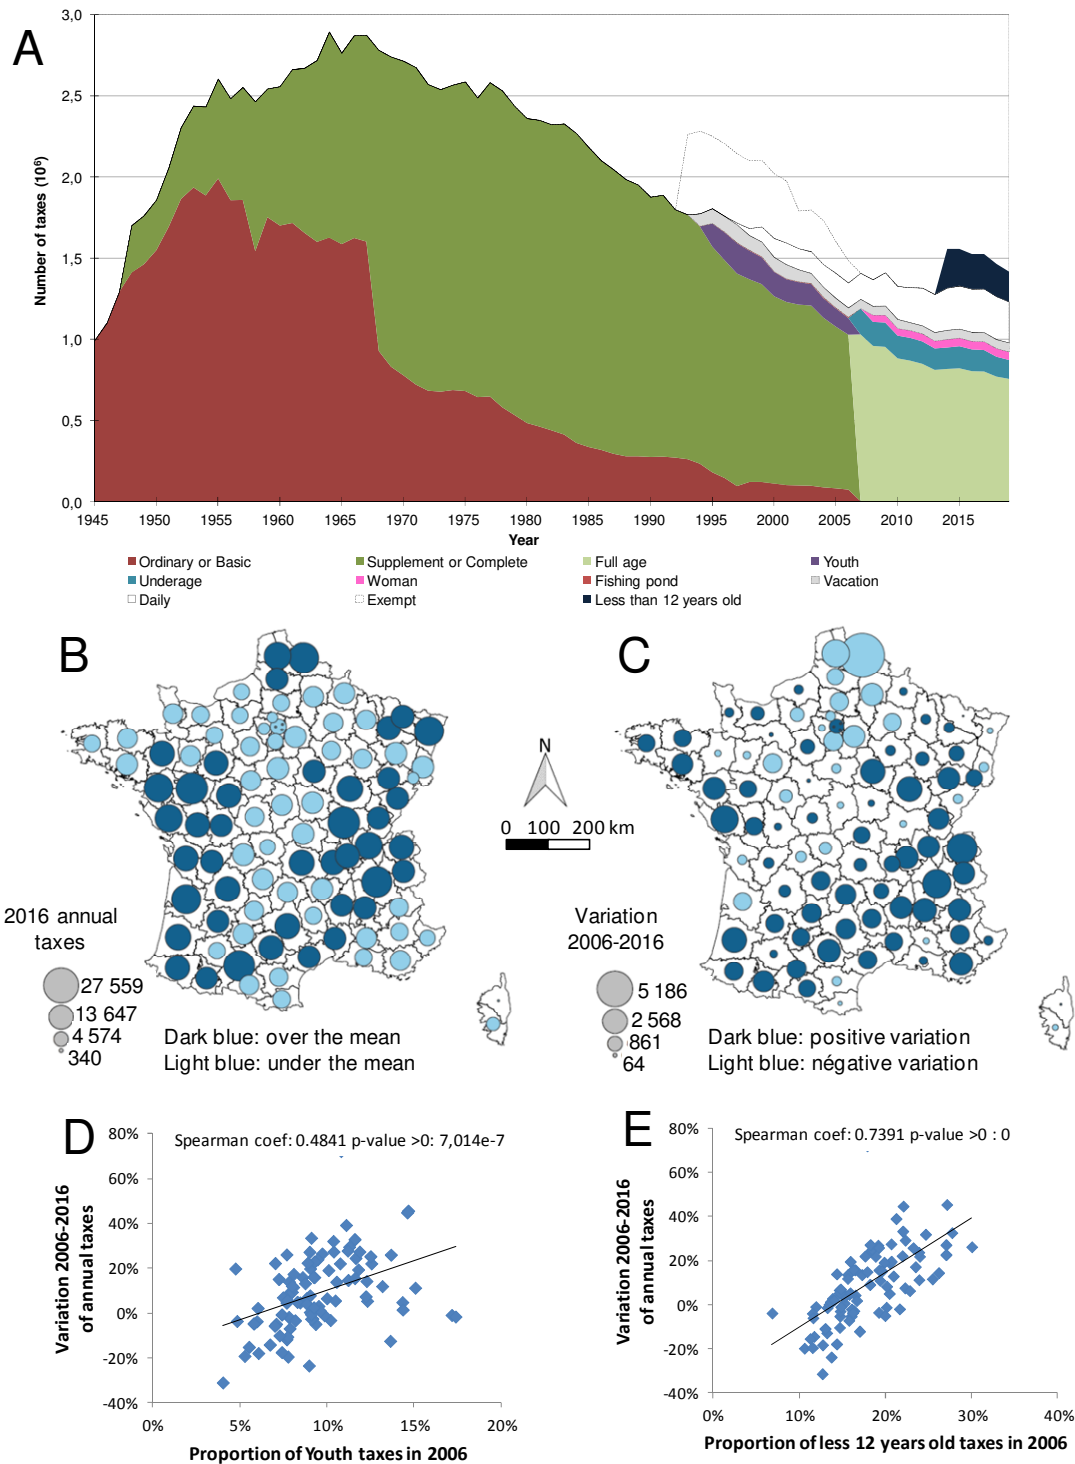 A
3,0
2,5
2,0
1,5
1,0
0,5
0,0
Number of taxes (10⁶)
1945 1950 1955 1960 1965 1970 1975 1980 1985 1990 1995 2000 2005 2010 2015
Year
Ordinary or Basic Supplement or Complete Full age Youth
Underage Woman Fishing pond Vacation
Daily Exempt Less than 12 years old
B
C
N
0 100 200 km
2016 annual
taxes
27 559
13 647
4 574
340
Dark blue: over the mean
Light blue: under the mean
Variation
2006-2016
5 186
2 568
861
64
Dark blue: positive variation
Light blue: négative variation
D
Spearman coef: 0.4841 p-value >0: 7,014e-7
80%
60%
40%
20%
0%
-20%
-40%
Variation 2006-2016
of annual taxes
0% 5% 10% 15% 20%
Proportion of Youth taxes in 2006
E
Spearman coef: 0.7391 p-value >0 : 0
80%
60%
40%
20%
0%
-20%
-40%
Variation 2006-2016
of annual taxes
0% 10% 20% 30% 40%
Proportion of less 12 years old taxes in 2006